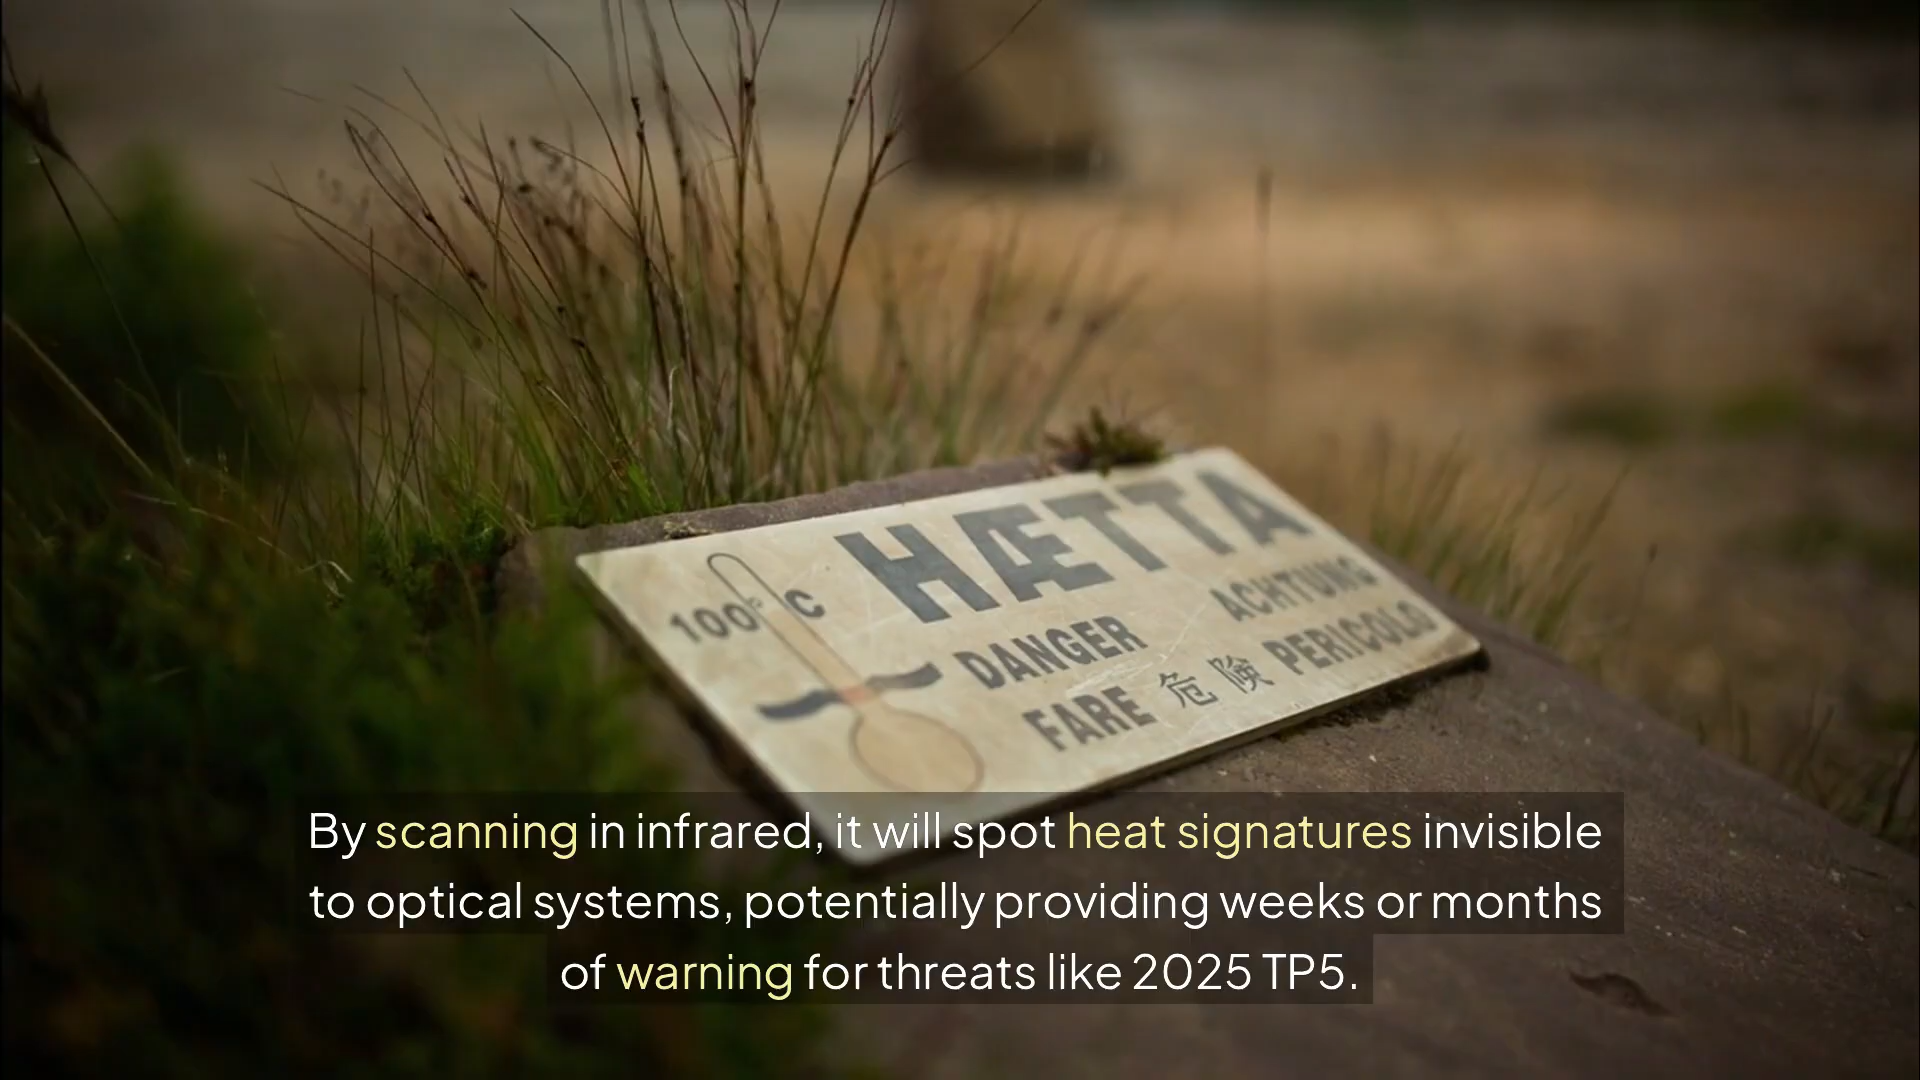 HÆTTA
100° C
DANGER ACHTUNG
FARE 危険 PERICOLO
By scanning in infrared, it will spot heat signatures invisible
to optical systems, potentially providing weeks or months
of warning for threats like 2025 TP5.